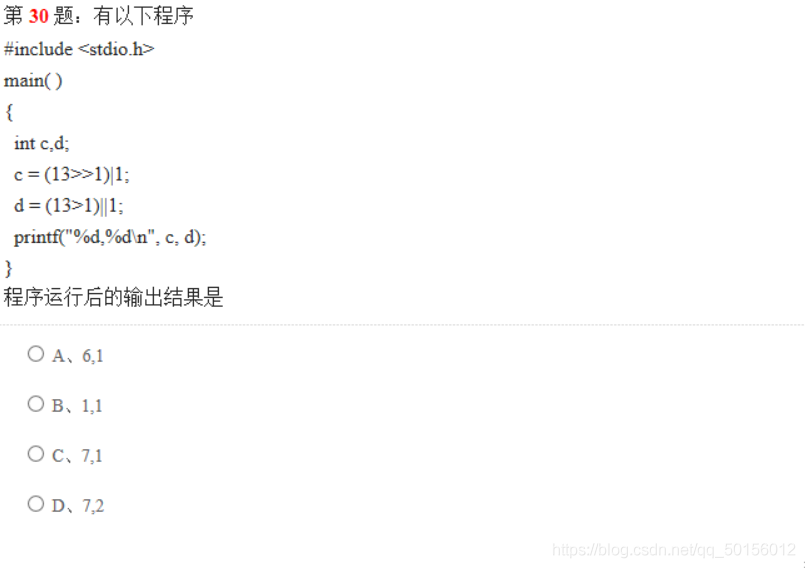 第 30 题：有以下程序
#include <stdio.h>
main( )
{
int c,d;
c = (13>>1)|1;
d = (13>1)||1;
printf("%d,%d\n", c, d);
}
程序运行后的输出结果是
A、6,1
B、1,1
C、7,1
D、7,2
https://blog.csdn.net/qq_50156012